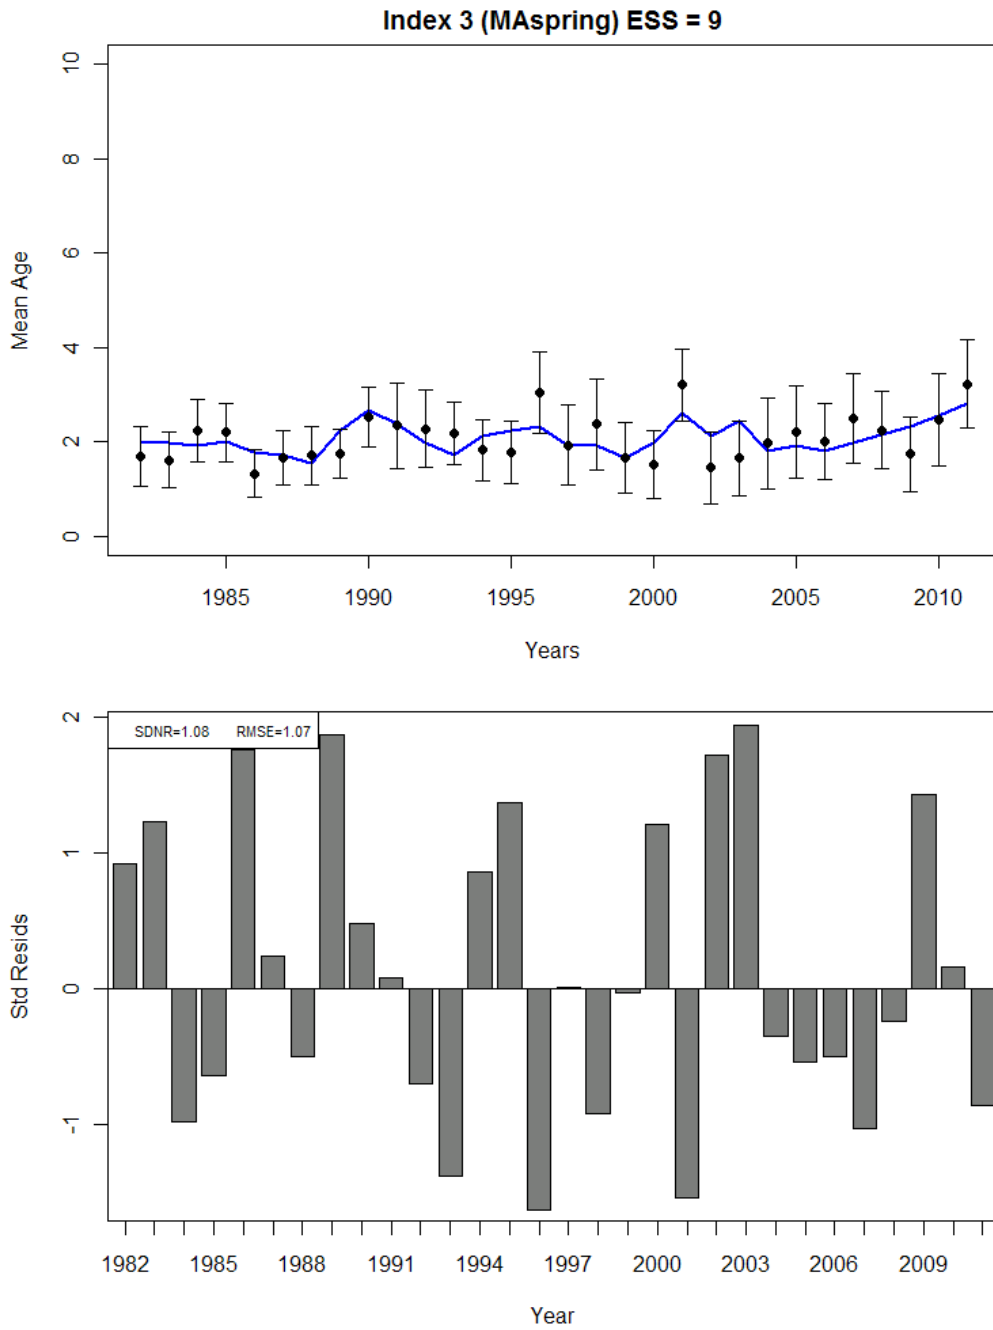 Index 3 (MAspring) ESS = 9
10
8
6
4
2
0
Mean Age
1985 1990 1995 2000 2005 2010
Years
SDNR=1.08 RMSE=1.07
2
1
0
-1
Std Resids
1982 1985 1988 1991 1994 1997 2000 2003 2006 2009
Year